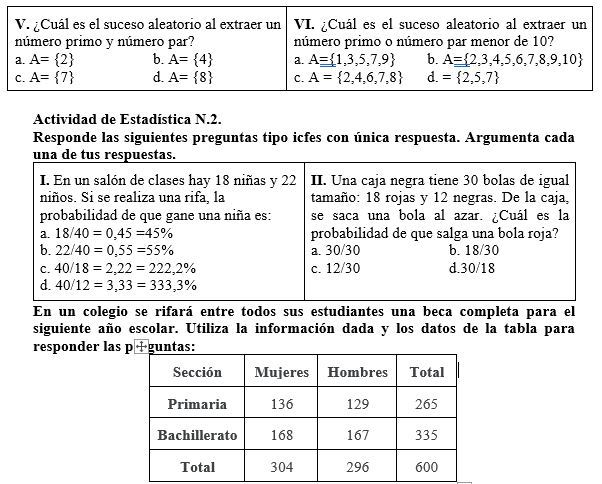 V. ¿Cuál es el suceso aleatorio al extraer un
número primo y número par?
a. A= {2} b. A= {4}
c. A= {7} d. A= {8}
VI. ¿Cuál es el suceso aleatorio al extraer un
número primo o número par menor de 10?
a. A={1,3,5,7,9} b. A={2,3,4,5,6,7,8,9,10}
c. A = {2,4,6,7,8} d. = {2,5,7}
Actividad de Estadística N.2.
Responde las siguientes preguntas tipo icfes con única respuesta. Argumenta cada
una de tus respuestas.
I. En un salón de clases hay 18 niñas y 22
niños. Si se realiza una rifa, la
probabilidad de que gane una niña es:
a. 18/40 = 0,45 =45%
b. 22/40 = 0,55 =55%
c. 40/18 = 2,22 = 222,2%
d. 40/12 = 3,33 = 333,3%
II. Una caja negra tiene 30 bolas de igual
tamaño: 18 rojas y 12 negras. De la caja,
se saca una bola al azar. ¿Cuál es la
probabilidad de que salga una bola roja?
a. 30/30 b. 18/30
c. 12/30 d.30/18
En un colegio se rifará entre todos sus estudiantes una beca completa para el
siguiente año escolar. Utiliza la información dada y los datos de la tabla para
responder las
Sección Mujeres Hombres Total
Primaria 136 129 265
Bachillerato 168 167 335
Total 304 296 600